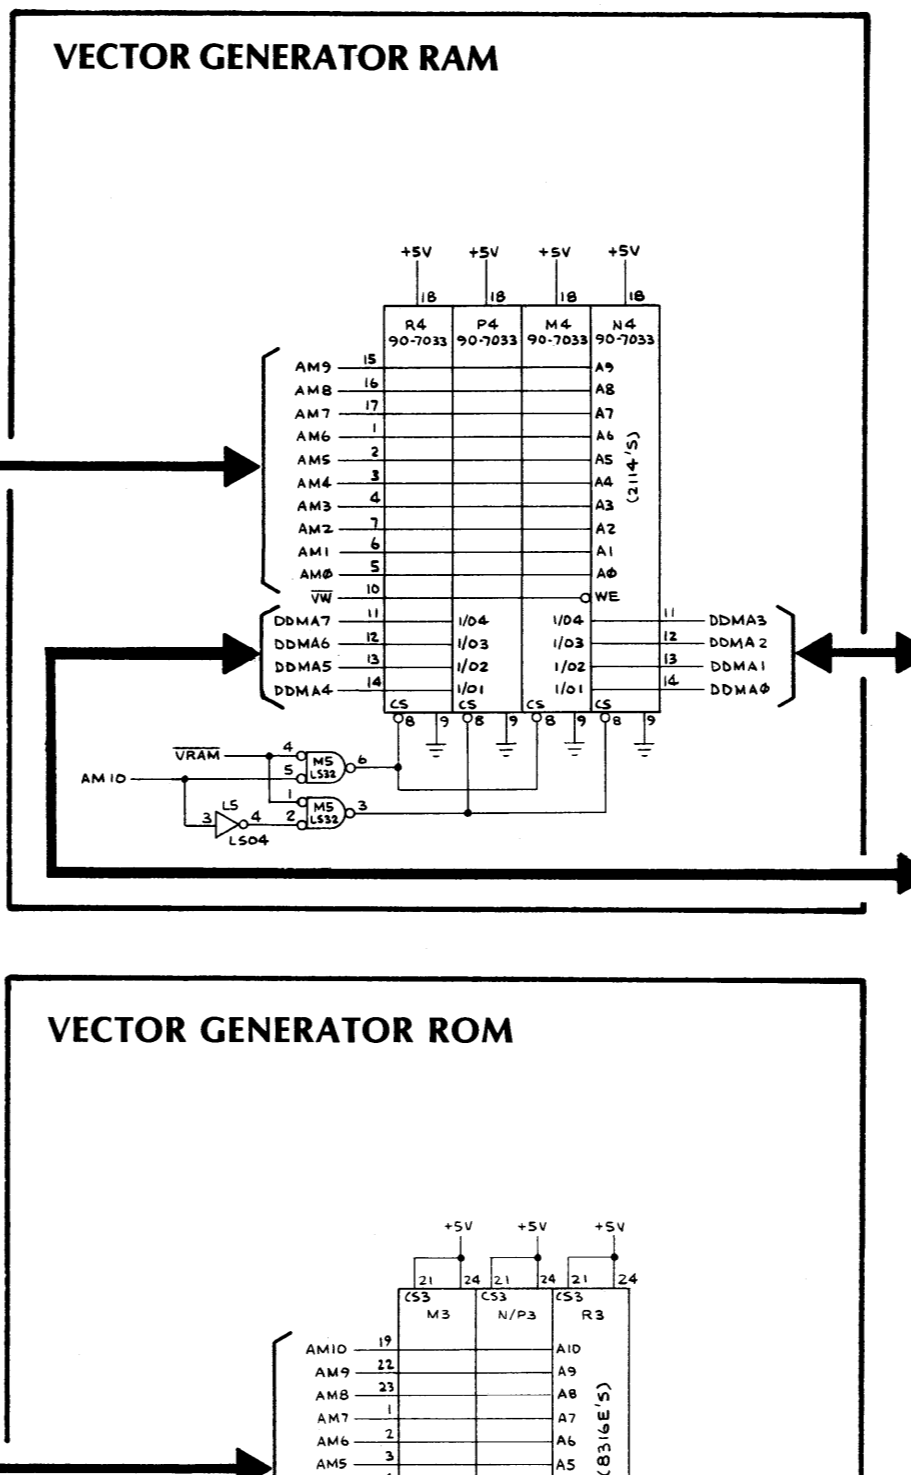 VECTOR GENERATOR RAM
+5V +5V +5V +5V
18 18 18 18
R4 P4 M4 N4
90-7033 90-7033 90-7033 90-7033
AM9 15 A9
AM8 16 A8
AM7 17 A7
AM6 1 A6
AM5 2 A5
AM4 3 A4
AM3 4 A3
AM2 7 A2
AM1 6 A1
AMØ 5 AØ
(2114'S)
VW 10 WE
DDMA7 11 I/O4 I/O4 11 DDMA3
DDMA6 12 I/O3 I/O3 12 DDMA2
DDMA5 13 I/O2 I/O2 13 DDMA1
DDMA4 14 I/O1 I/O1 14 DDMAØ
CS CS CS CS
8 9 8 9 8 9 8 9
VRAM 4 M5 6
AM10 5 LS32
1 M5 3
L5 3 4 2 LS32
LS04
VECTOR GENERATOR ROM
+5V +5V +5V
21 24 21 24 21 24
CS3 CS3 CS3
M3 N/P3 R3
AM10 19 A10
AM9 22 A9
AM8 23 A8
AM7 1 A7
AM6 2 A6
AM5 3 A5
(8316E'S)